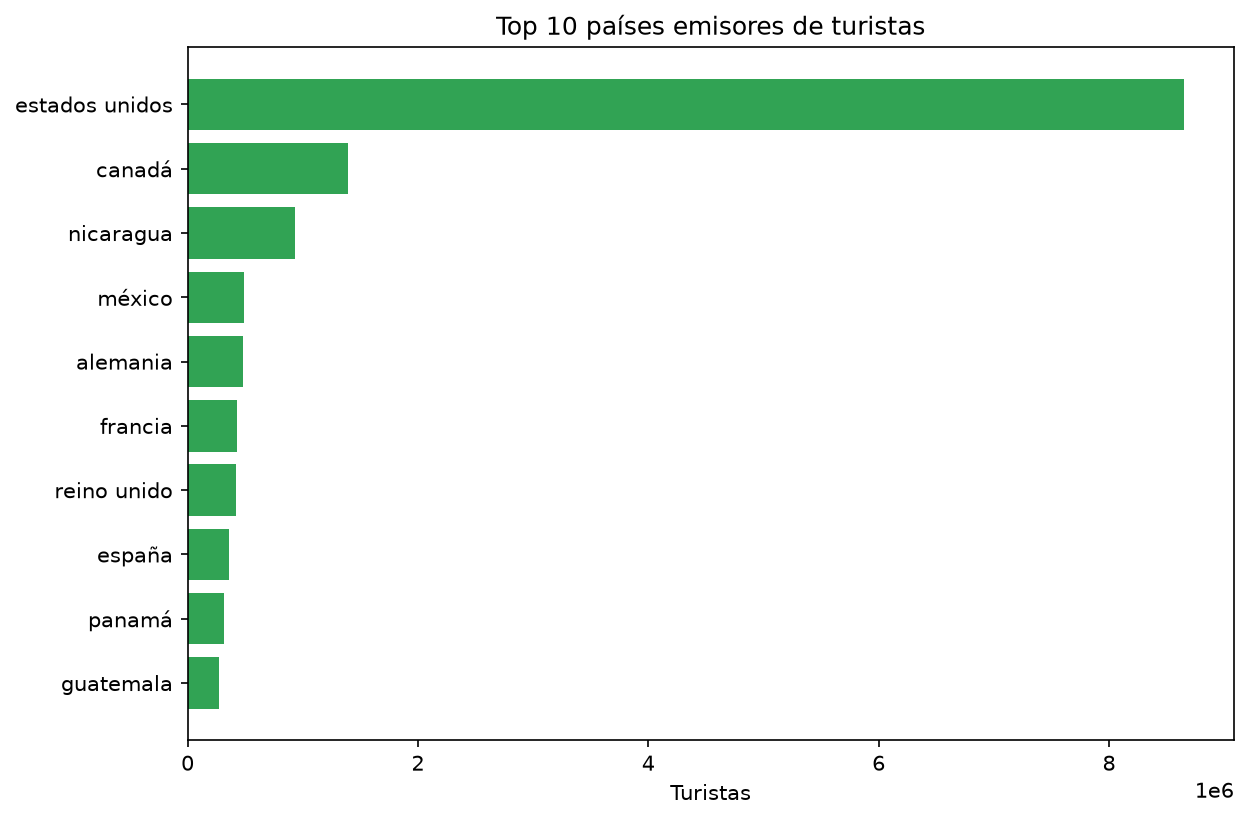 Top 10 países emisores de turistas
estados unidos
canadá
nicaragua
méxico
alemania
francia
reino unido
españa
panamá
guatemala
0 2 4 6 8
1e6
Turistas